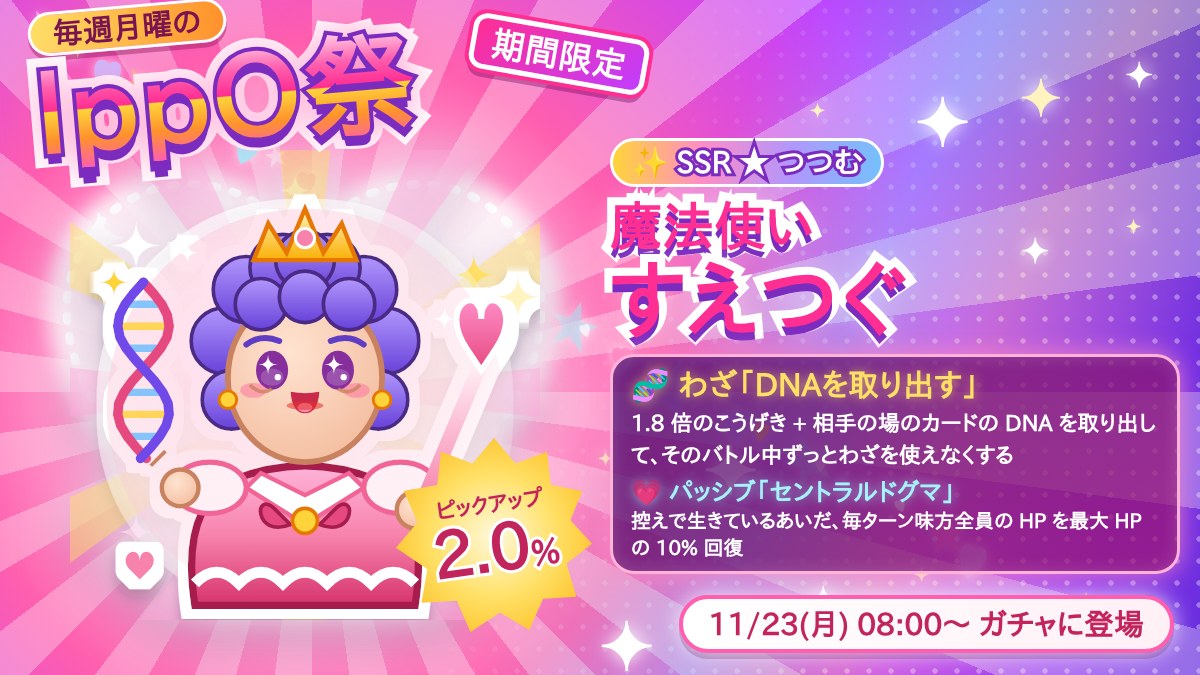 毎週月曜の
IppO祭
期間限定
✨ SSR★つつむ
魔法使い
すえつぐ
🧬 わざ「DNAを取り出す」
1.8 倍のこうげき + 相手の場のカードの DNA を取り出し
て、そのバトル中ずっとわざを使えなくする
💗 パッシブ「セントラルドグマ」
控えで生きているあいだ、毎ターン味方全員の HP を最大 HP
の 10% 回復
ピックアップ
2.0%
11/23(月) 08:00〜 ガチャに登場